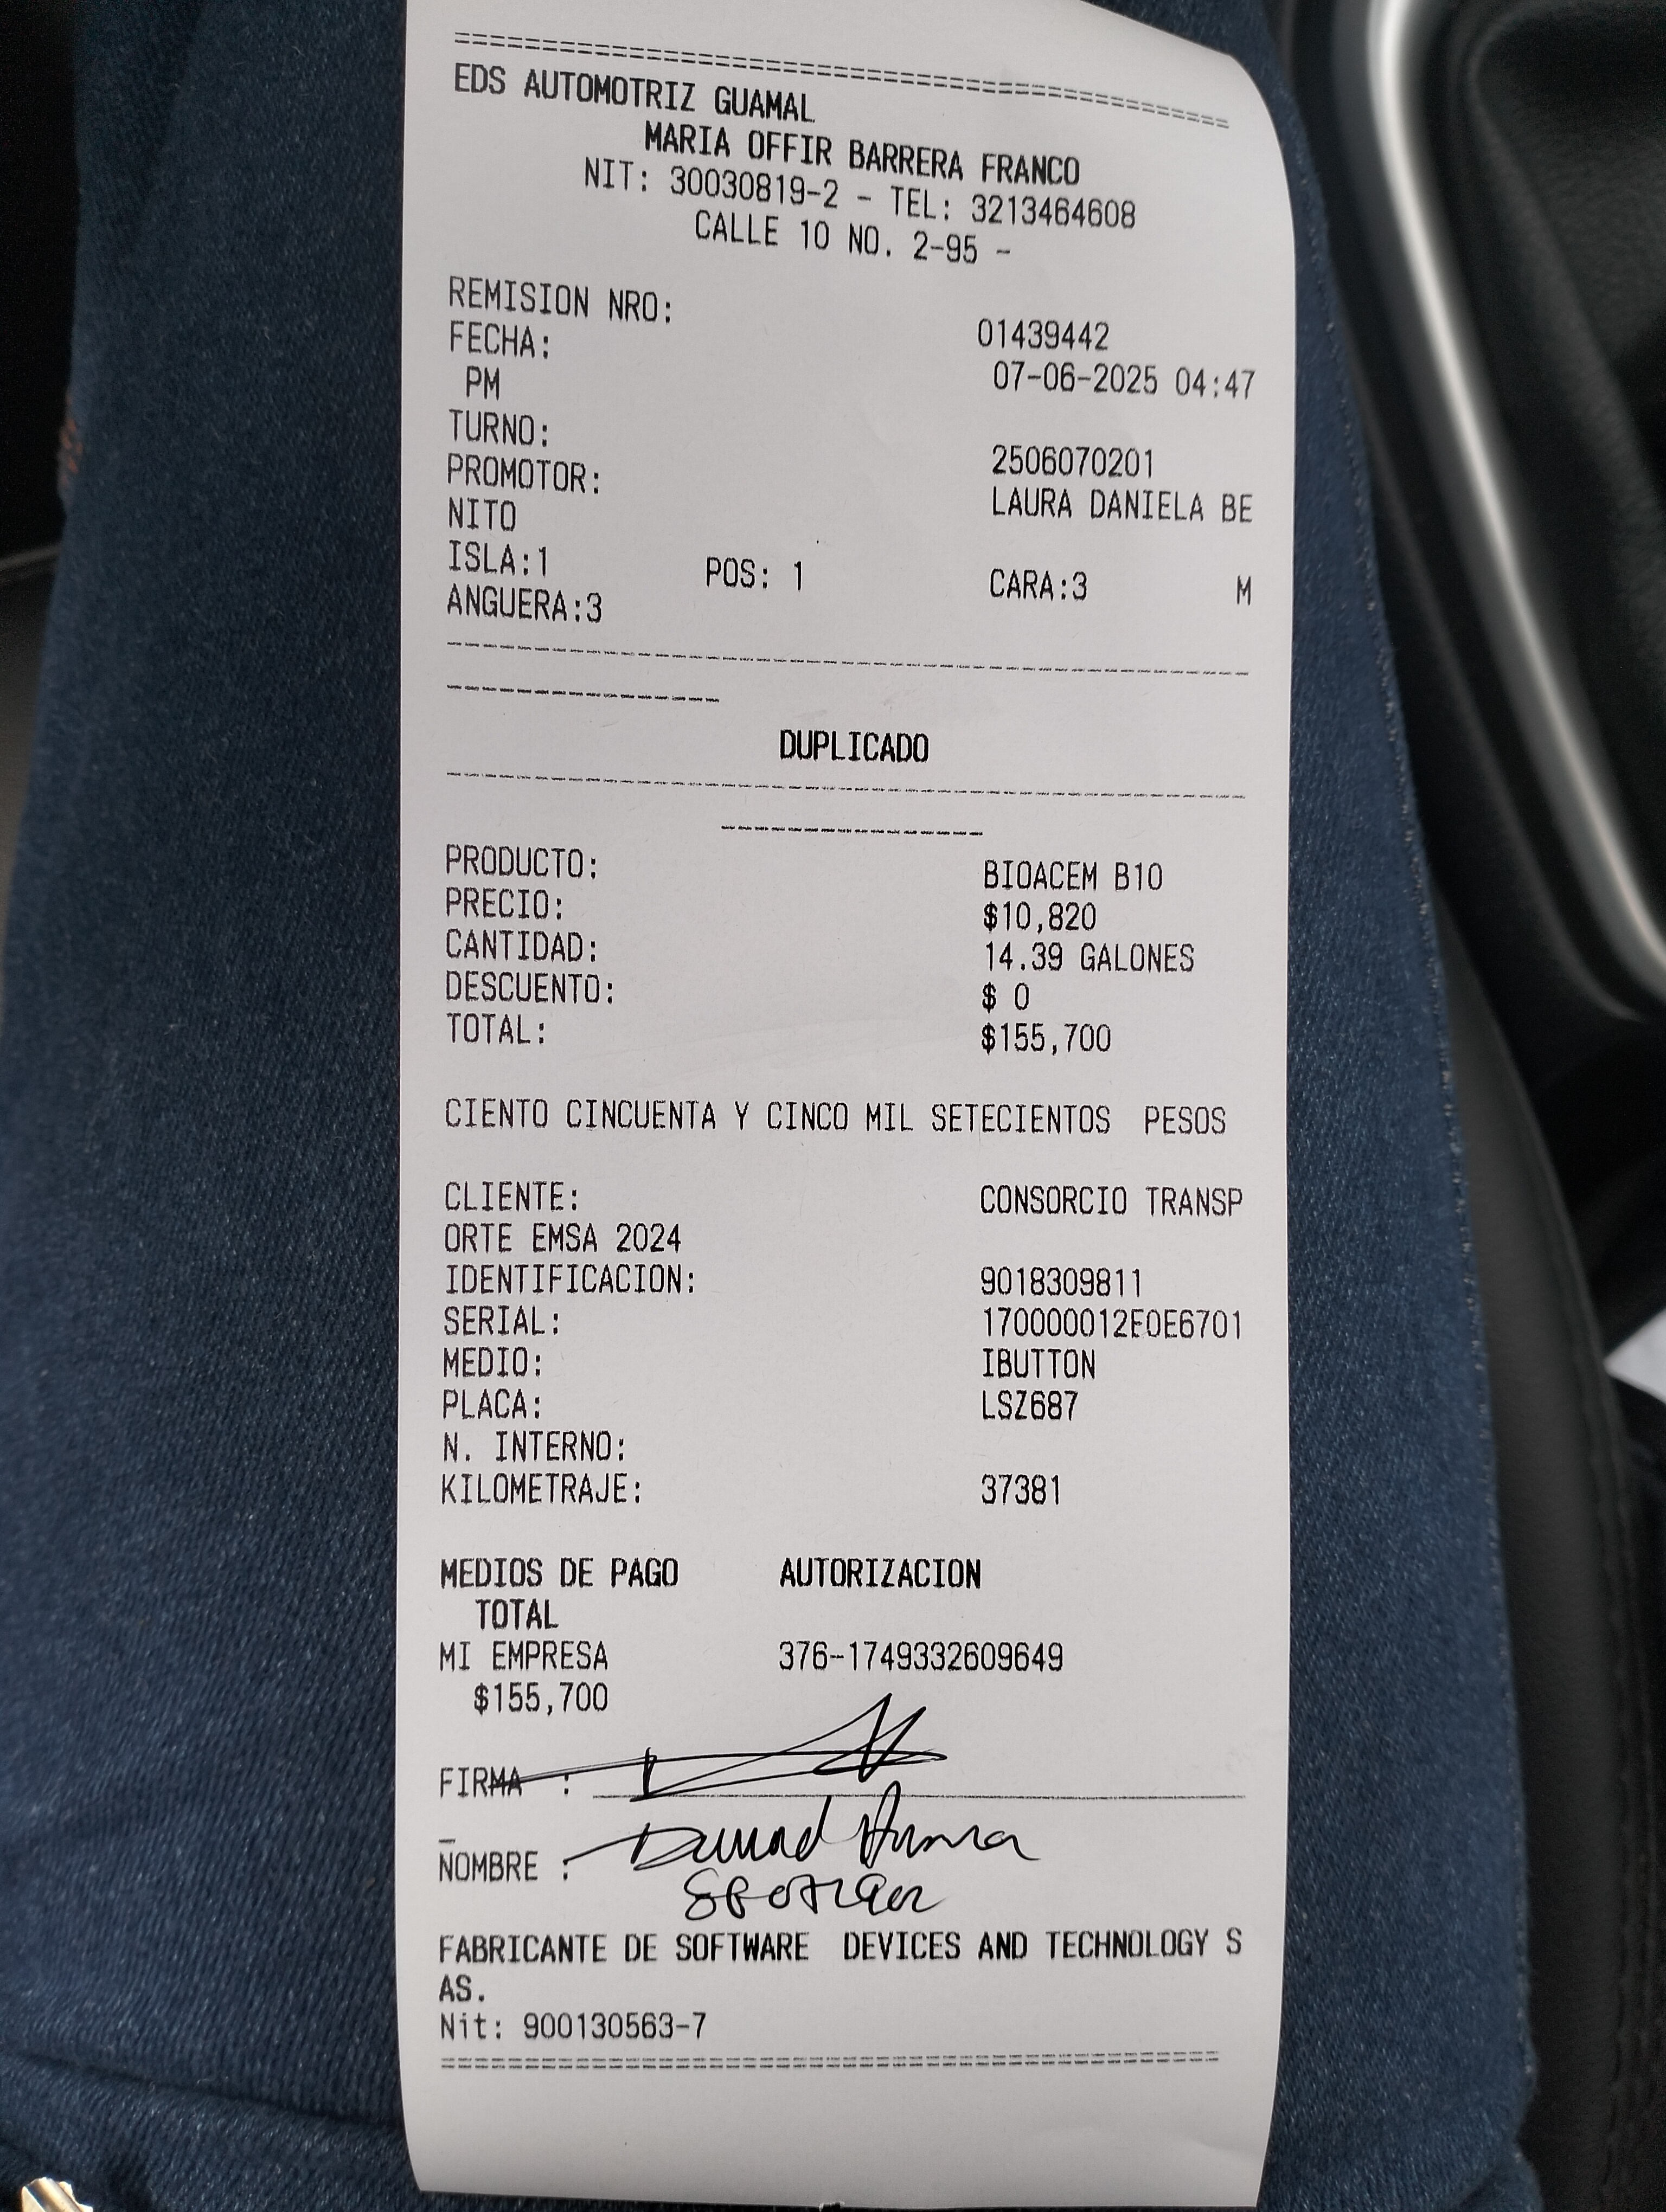 EDS AUTOMOTRIZ GUAMAL
MARIA OFFIR BARRERA FRANCO
NIT: 30030819-2 - TEL: 3213464608
CALLE 10 NO. 2-95 -
REMISION NRO: 01439442
FECHA: 07-06-2025 04:47
PM
TURNO: 2506070201
PROMOTOR: LAURA DANIELA BE
NITO
ISLA:1 POS: 1 CARA:3 M
ANGUERA:3
DUPLICADO
PRODUCTO: BIOACEM B10
PRECIO: $10,820
CANTIDAD: 14.39 GALONES
DESCUENTO: $ 0
TOTAL: $155,700
CIENTO CINCUENTA Y CINCO MIL SETECIENTOS PESOS
CLIENTE: CONSORCIO TRANSP
ORTE EMSA 2024
IDENTIFICACION: 9018309811
SERIAL: 170000012E0E6701
MEDIO: IBUTTON
PLACA: LSZ687
N. INTERNO:
KILOMETRAJE: 37381
MEDIOS DE PAGO AUTORIZACION
TOTAL
MI EMPRESA 376-1749332609649
$155,700
FIRMA :
NOMBRE :
FABRICANTE DE SOFTWARE DEVICES AND TECHNOLOGY S
AS.
Nit: 900130563-7